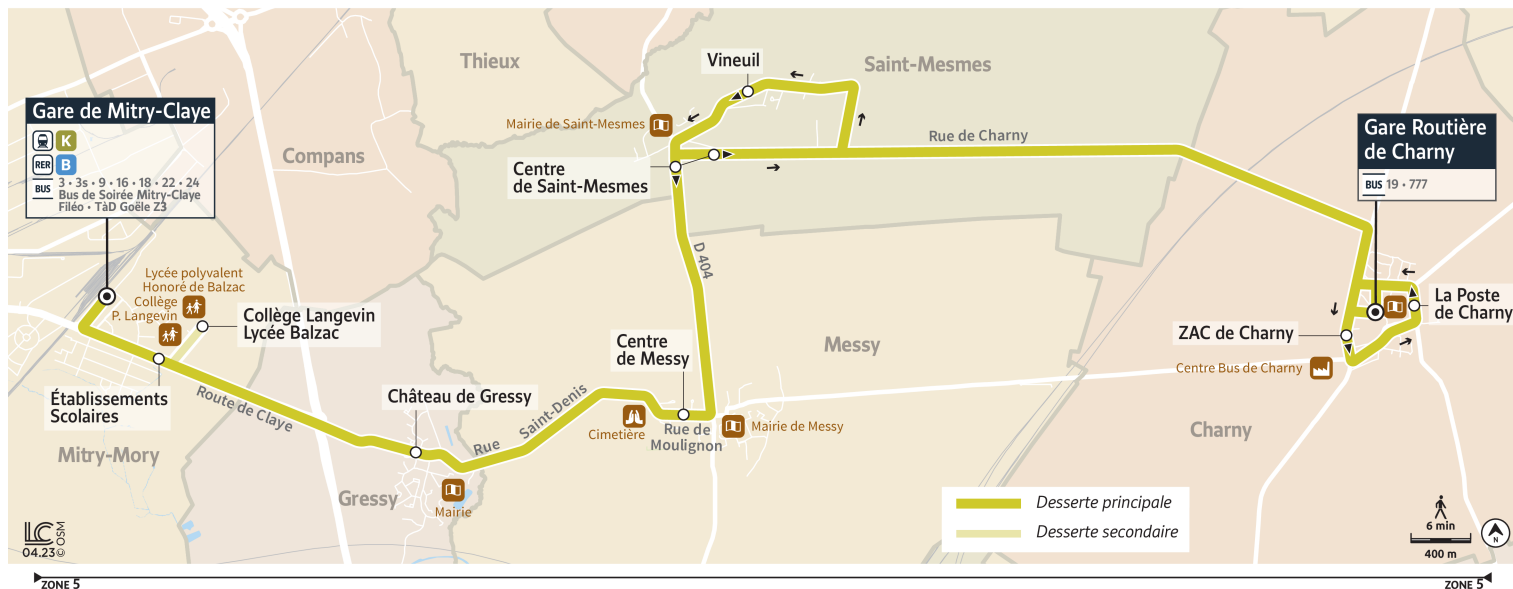 Thieux
Vineuil
Saint-Mesmes
Gare de Mitry-Claye
K
RER
B
BUS
3 • 3s • 9 • 16 • 18 • 22 • 24
Bus de Soirée Mitry-Claye
Filéo • TàD Goële Z3
Compans
Mairie de Saint-Mesmes
Rue de Charny
Gare Routière
de Charny
BUS 19 • 777
Centre
de Saint-Mesmes
D 404
Lycée polyvalent
Honoré de Balzac
Collège
P. Langevin
Collège Langevin
Lycée Balzac
La Poste
de Charny
ZAC de Charny
Centre Bus de Charny
Centre
de Messy
Messy
Établissements
Scolaires
Route de Claye
Château de Gressy
Rue Saint-Denis
Cimetière
Rue de
Moulignon
Mairie de Messy
Charny
Mitry-Mory
Gressy
Mairie
Desserte principale
Desserte secondaire
LC
04.23
© OSM
6 min
400 m
N
ZONE 5
ZONE 5